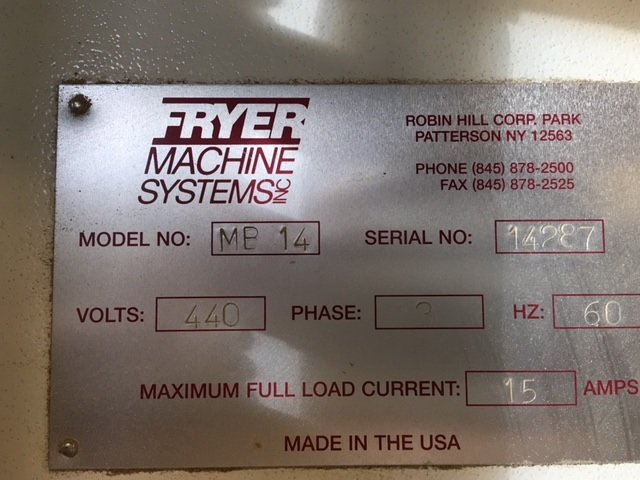 FRYER
MACHINE
SYSTEMS INC
ROBIN HILL CORP. PARK
PATTERSON NY 12563
PHONE (845) 878-2500
FAX (845) 878-2525
MODEL NO: MB 14 SERIAL NO: 14287
VOLTS: 440 PHASE: 3 HZ: 60
MAXIMUM FULL LOAD CURRENT: 15 AMPS
MADE IN THE USA